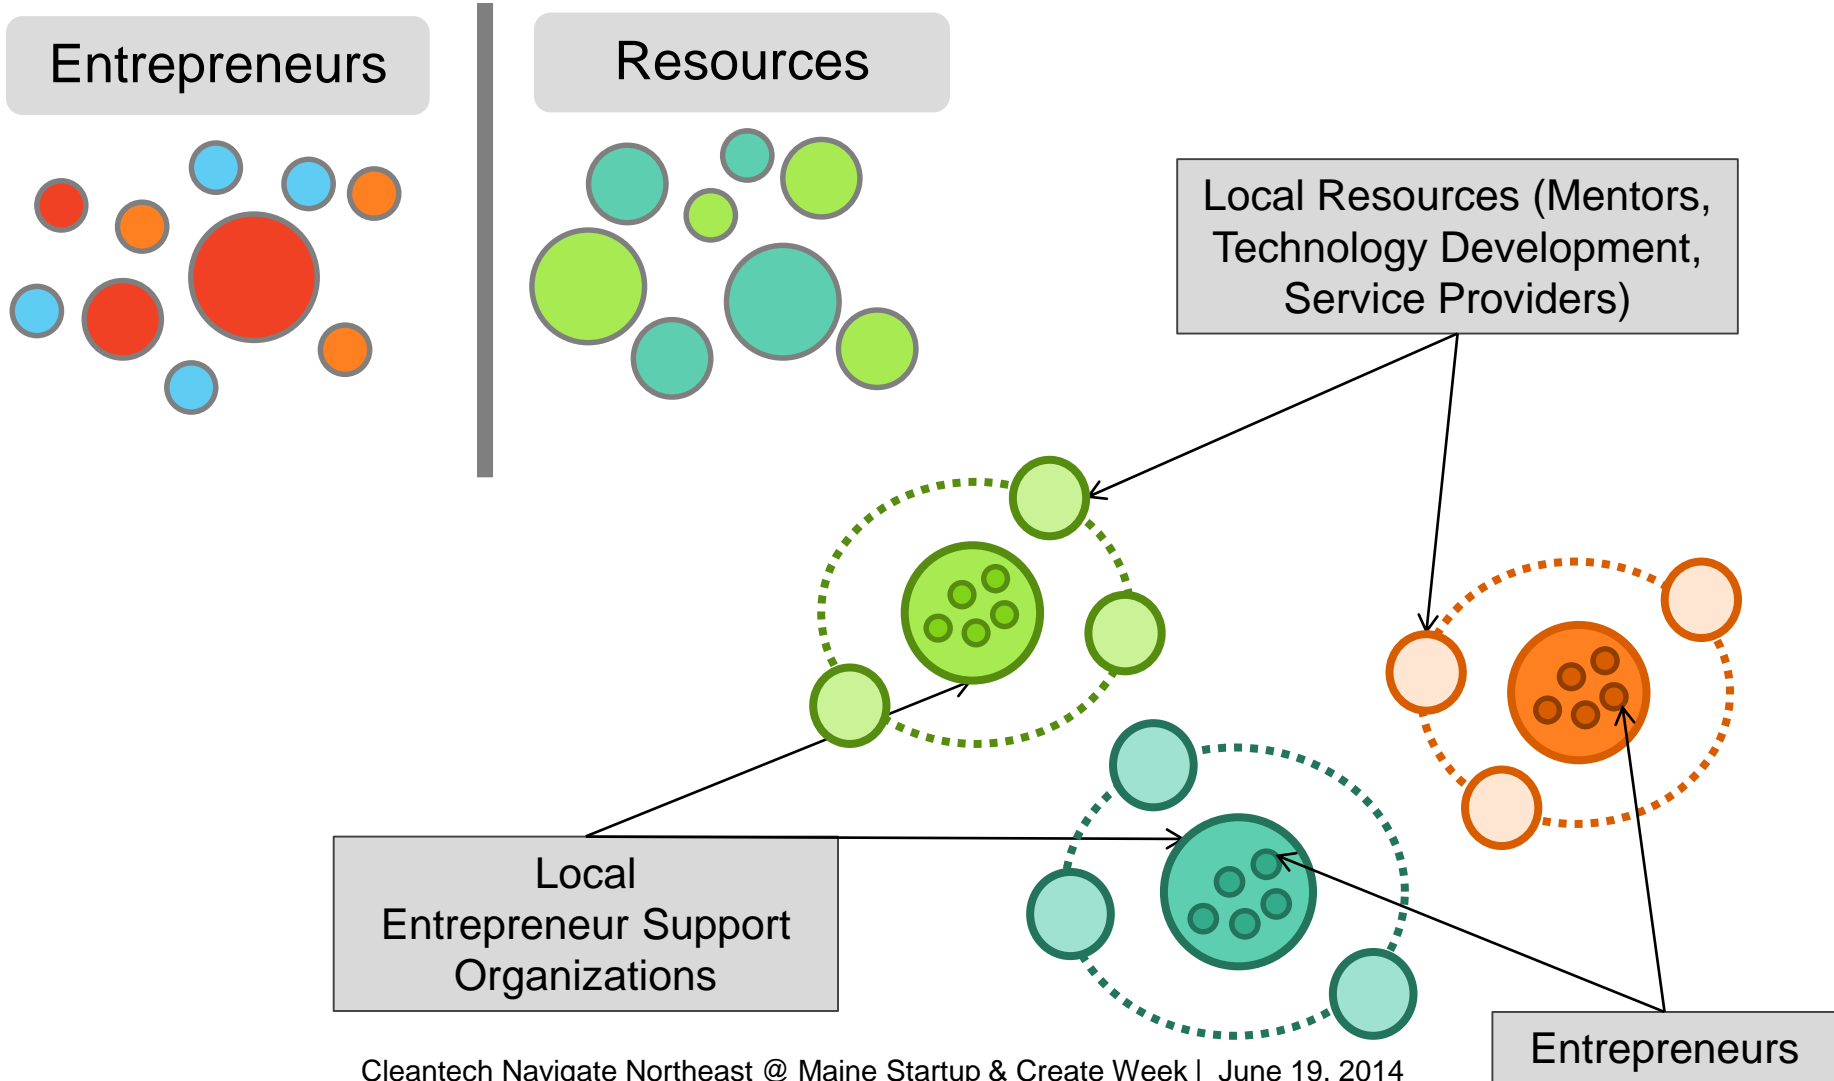 Entrepreneurs
Resources
Local Resources (Mentors,
Technology Development,
Service Providers)
Local
Entrepreneur Support
Organizations
Entrepreneurs
Cleantech Navigate Northeast @ Maine Startup & Create Week | June 19, 2014